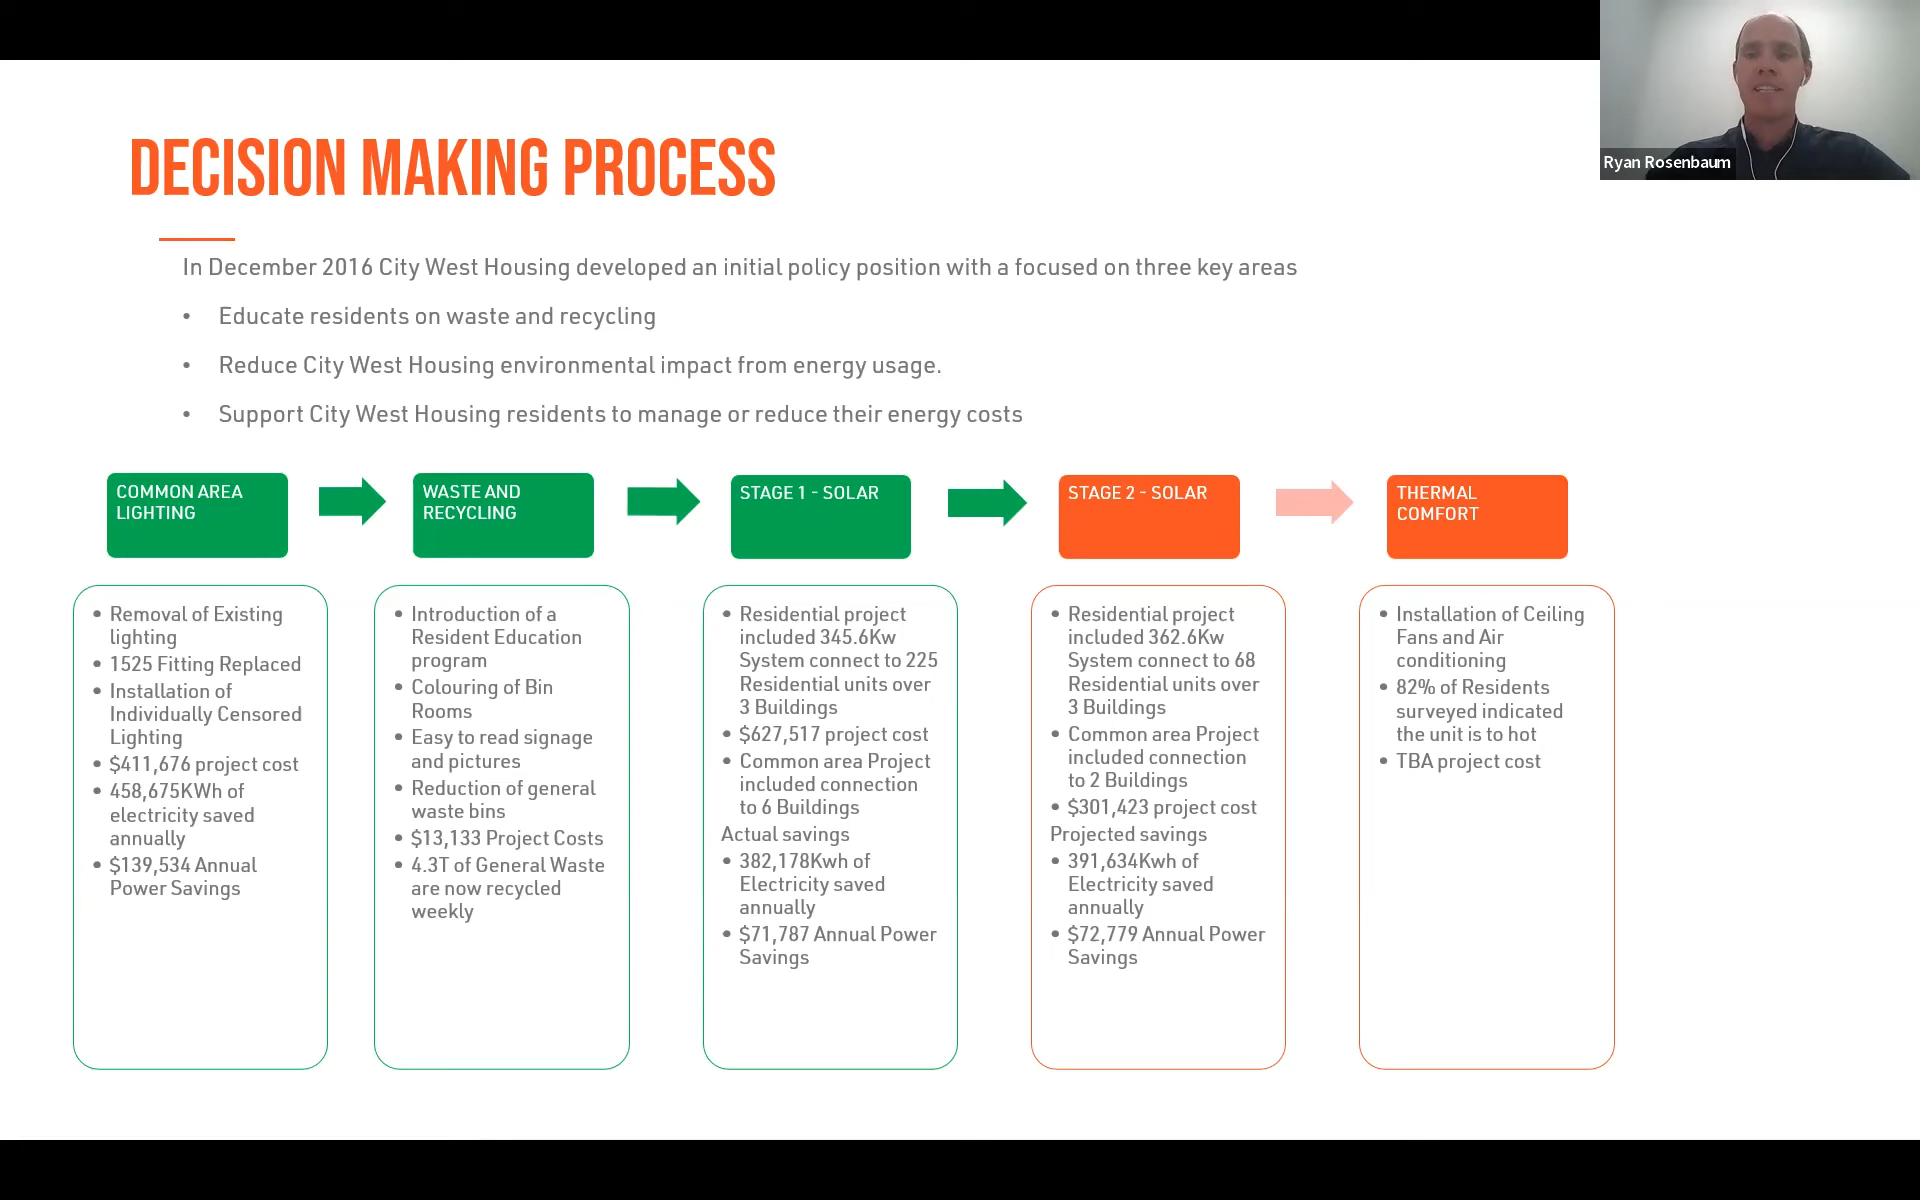 Ryan Rosenbaum
DECISION MAKING PROCESS
In December 2016 City West Housing developed an initial policy position with a focused on three key areas
• Educate residents on waste and recycling
• Reduce City West Housing environmental impact from energy usage.
• Support City West Housing residents to manage or reduce their energy costs
COMMON AREA
LIGHTING
• Removal of Existing
lighting
• 1525 Fitting Replaced
• Installation of
Individually Censored
Lighting
• $411,676 project cost
• 458,675KWh of
electricity saved
annually
• $139,534 Annual
Power Savings
WASTE AND
RECYCLING
• Introduction of a
Resident Education
program
• Colouring of Bin
Rooms
• Easy to read signage
and pictures
• Reduction of general
waste bins
• $13,133 Project Costs
• 4.3T of General Waste
are now recycled
weekly
STAGE 1 - SOLAR
• Residential project
included 345.6Kw
System connect to 225
Residential units over
3 Buildings
• $627,517 project cost
• Common area Project
included connection
to 6 Buildings
Actual savings
• 382,178Kwh of
Electricity saved
annually
• $71,787 Annual Power
Savings
STAGE 2 - SOLAR
• Residential project
included 362.6Kw
System connect to 68
Residential units over
3 Buildings
• Common area Project
included connection
to 2 Buildings
• $301,423 project cost
Projected savings
• 391,634Kwh of
Electricity saved
annually
• $72,779 Annual Power
Savings
THERMAL
COMFORT
• Installation of Ceiling
Fans and Air
conditioning
• 82% of Residents
surveyed indicated
the unit is to hot
• TBA project cost